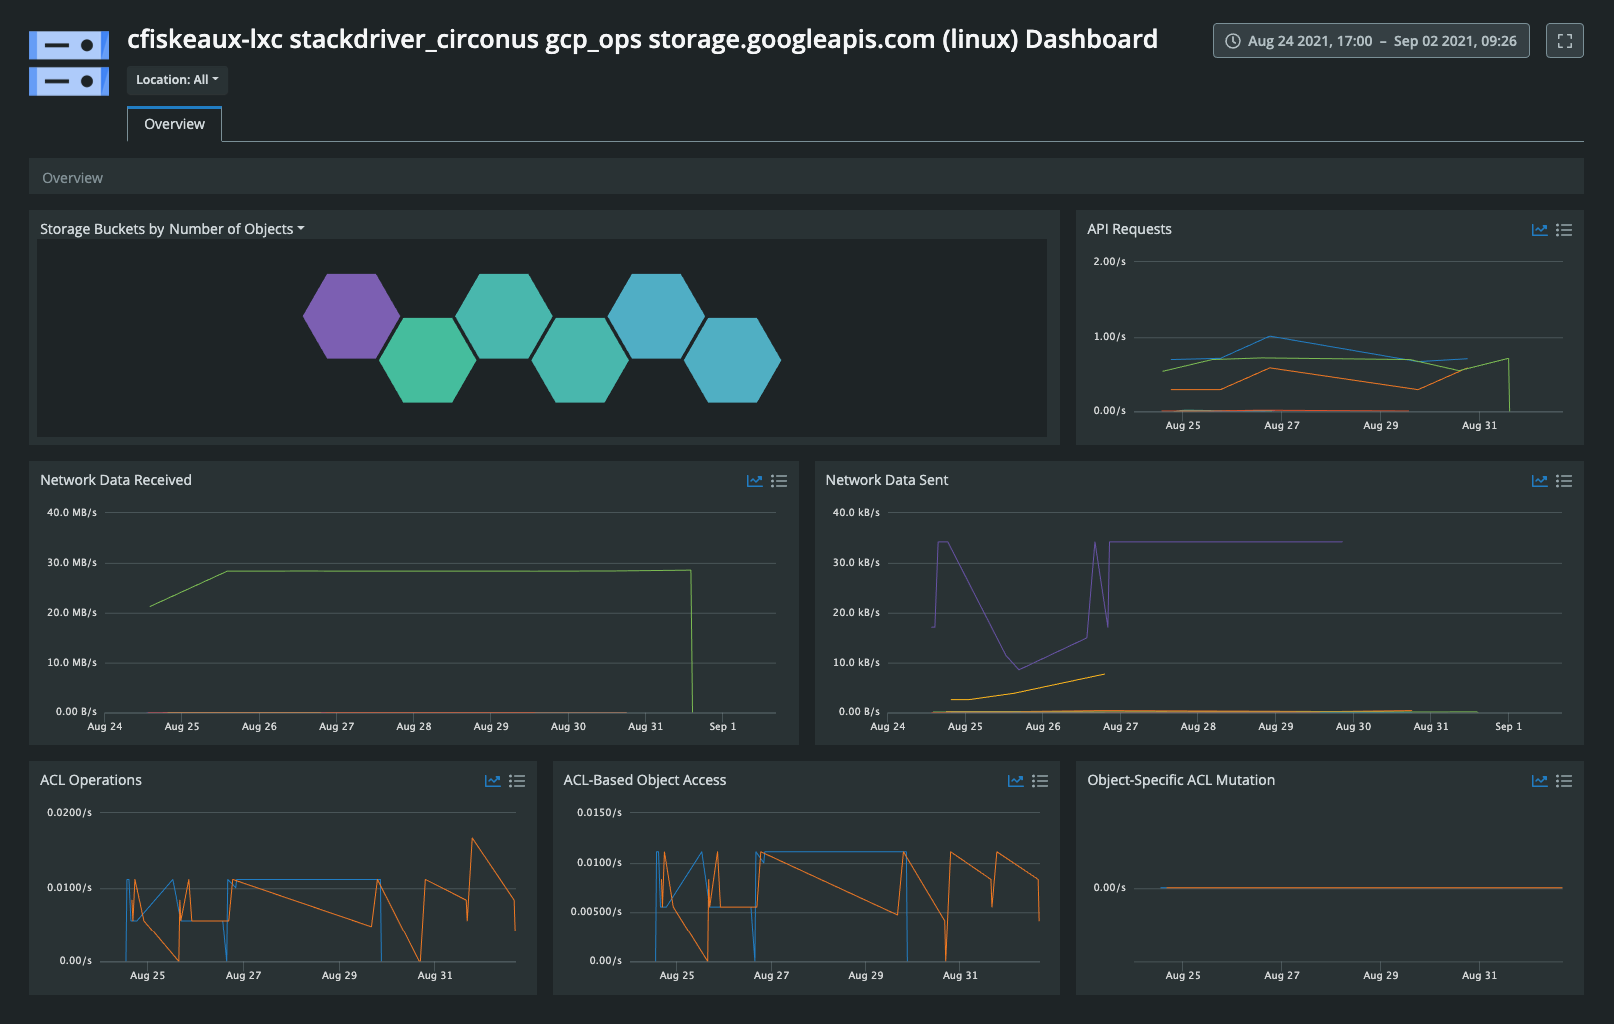 cfiskeaux-lxc stackdriver_circonus gcp_ops storage.googleapis.com (linux) Dashboard
Aug 24 2021, 17:00 – Sep 02 2021, 09:26
Location: All
Overview
Overview
Storage Buckets by Number of Objects
API Requests
2.00/s
1.00/s
0.00/s
Aug 25 Aug 27 Aug 29 Aug 31
Network Data Received
40.0 MB/s
30.0 MB/s
20.0 MB/s
10.0 MB/s
0.00 B/s
Aug 24 Aug 25 Aug 26 Aug 27 Aug 28 Aug 29 Aug 30 Aug 31 Sep 1
Network Data Sent
40.0 kB/s
30.0 kB/s
20.0 kB/s
10.0 kB/s
0.00 B/s
Aug 24 Aug 25 Aug 26 Aug 27 Aug 28 Aug 29 Aug 30 Aug 31 Sep 1
ACL Operations
0.0200/s
0.0100/s
0.00/s
Aug 25 Aug 27 Aug 29 Aug 31
ACL-Based Object Access
0.0150/s
0.0100/s
0.00500/s
0.00/s
Aug 25 Aug 27 Aug 29 Aug 31
Object-Specific ACL Mutation
0.00/s
Aug 25 Aug 27 Aug 29 Aug 31